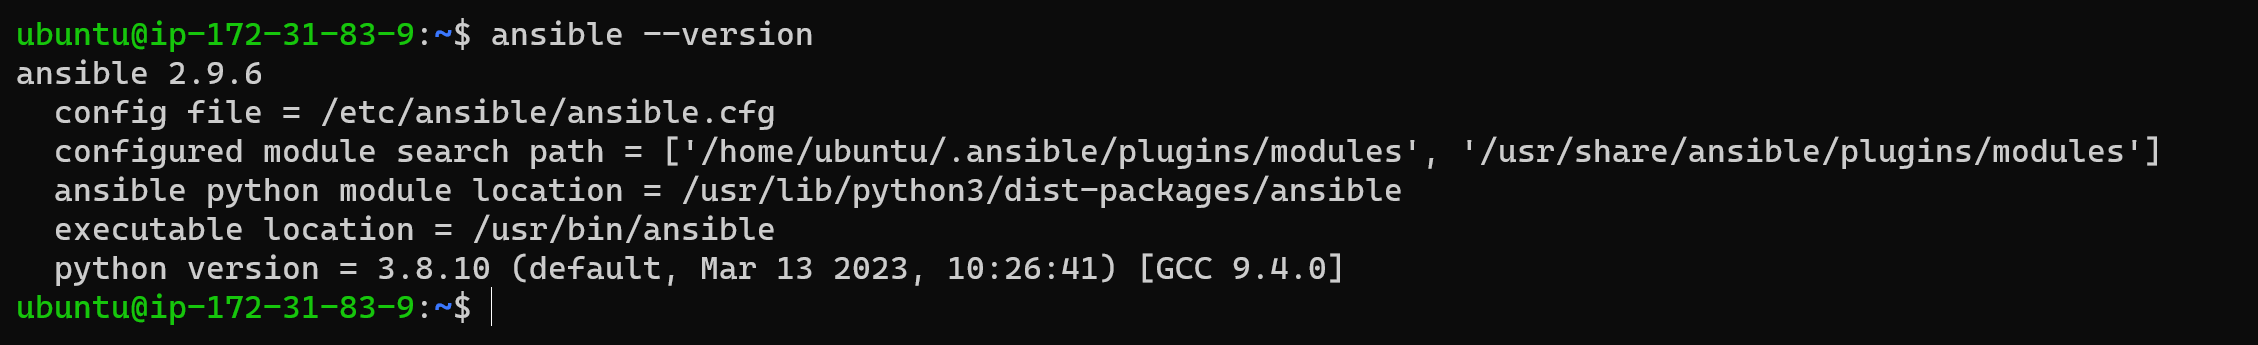 ubuntu@ip-172-31-83-9:~$ ansible --version
ansible 2.9.6
  config file = /etc/ansible/ansible.cfg
  configured module search path = ['/home/ubuntu/.ansible/plugins/modules', '/usr/share/ansible/plugins/modules']
  ansible python module location = /usr/lib/python3/dist-packages/ansible
  executable location = /usr/bin/ansible
  python version = 3.8.10 (default, Mar 13 2023, 10:26:41) [GCC 9.4.0]
ubuntu@ip-172-31-83-9:~$